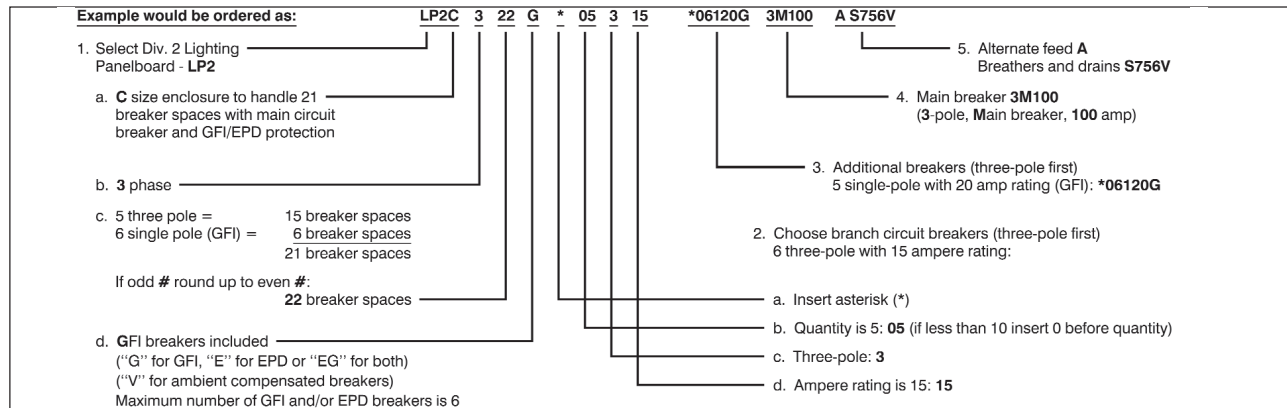 Example would be ordered as: LP2C 3 22 G * 05 3 15 *06120G 3M100 A S756V
1. Select Div. 2 Lighting
Panelboard - LP2
a. C size enclosure to handle 21
breaker spaces with main circuit
breaker and GFI/EPD protection
b. 3 phase
c. 5 three pole = 15 breaker spaces
6 single pole (GFI) = 6 breaker spaces
21 breaker spaces
If odd # round up to even #:
22 breaker spaces
d. GFI breakers included
("G" for GFI, "E" for EPD or "EG" for both)
("V" for ambient compensated breakers)
Maximum number of GFI and/or EPD breakers is 6
5. Alternate feed A
Breathers and drains S756V
4. Main breaker 3M100
(3-pole, Main breaker, 100 amp)
3. Additional breakers (three-pole first)
5 single-pole with 20 amp rating (GFI): *06120G
2. Choose branch circuit breakers (three-pole first)
6 three-pole with 15 ampere rating:
a. Insert asterisk (*)
b. Quantity is 5: 05 (if less than 10 insert 0 before quantity)
c. Three-pole: 3
d. Ampere rating is 15: 15